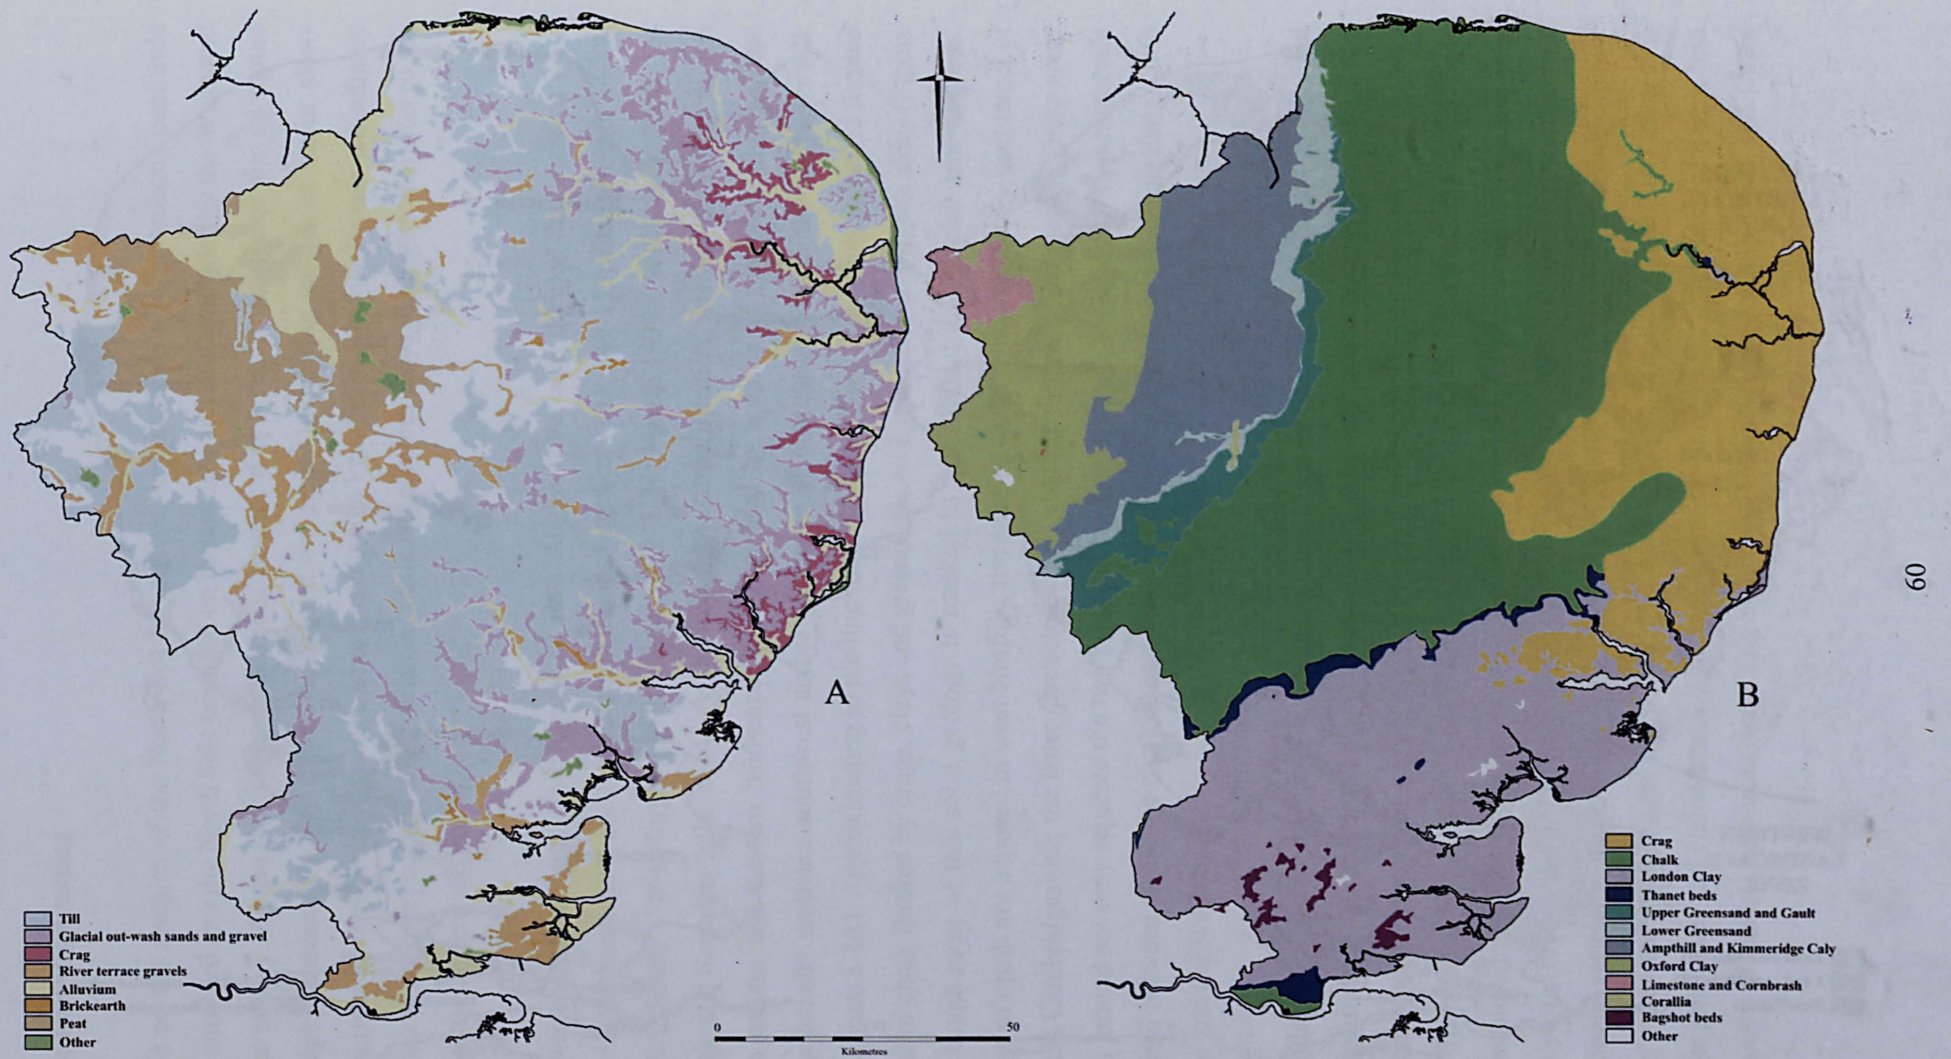 A
B
60
Till
Glacial out-wash sands and gravel
Crag
River terrace gravels
Alluvium
Brickearth
Peat
Other
0 50
Kilometres
Crag
Chalk
London Clay
Thanet beds
Upper Greensand and Gault
Lower Greensand
Ampthill and Kimmeridge Caly
Oxford Clay
Limestone and Cornbrash
Corallia
Bagshot beds
Other